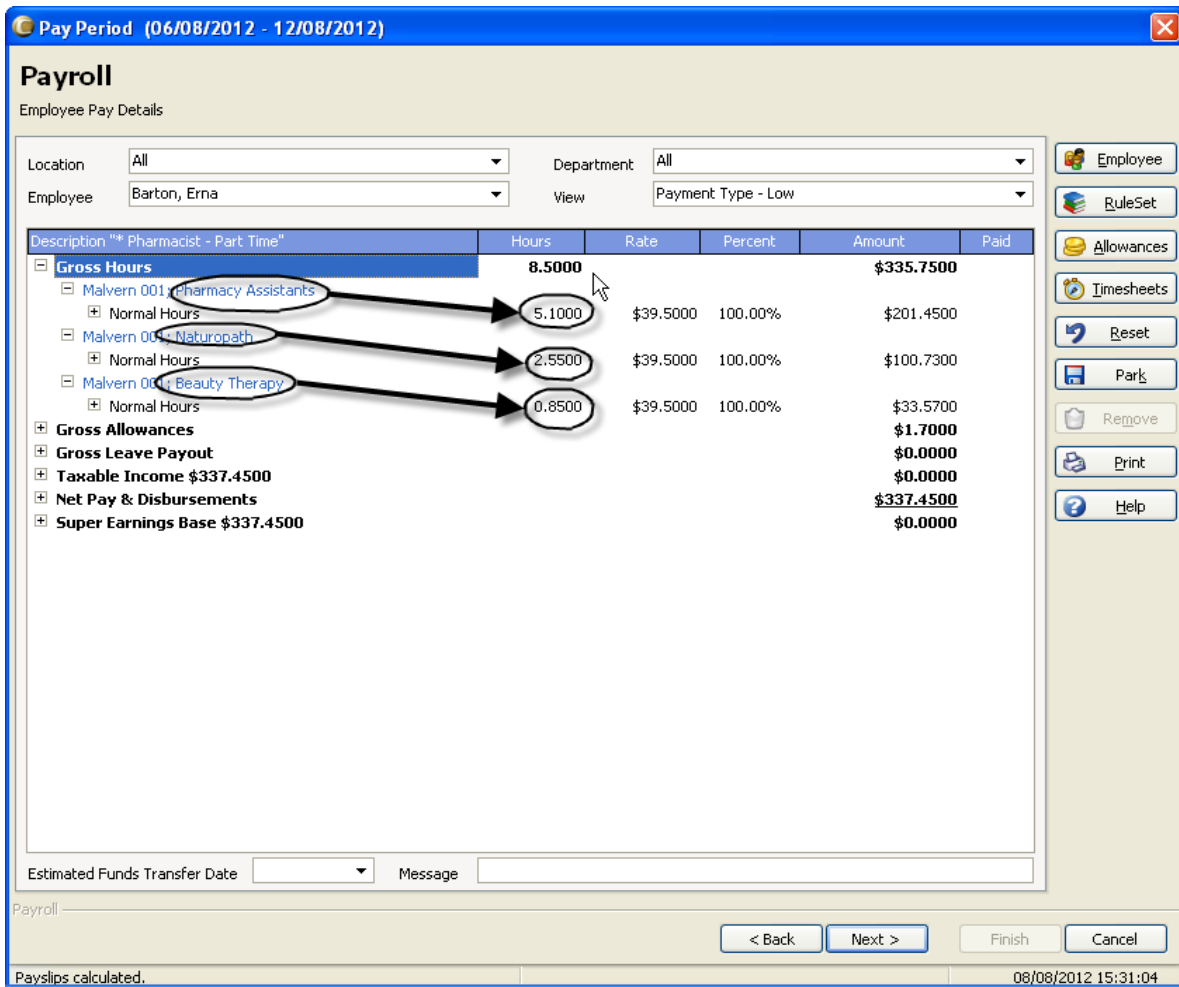 Pay Period (06/08/2012 - 12/08/2012)
Payroll
Employee Pay Details
Location All Department All
Employee Barton, Erna View Payment Type - Low
Description "* Pharmacist - Part Time" Hours Rate Percent Amount Paid
Gross Hours 8.5000 $335.7500
Malvern 001; Pharmacy Assistants
Normal Hours 5.1000 $39.5000 100.00% $201.4500
Malvern 001; Naturopath
Normal Hours 2.5500 $39.5000 100.00% $100.7300
Malvern 001; Beauty Therapy
Normal Hours 0.8500 $39.5000 100.00% $33.5700
Gross Allowances $1.7000
Gross Leave Payout $0.0000
Taxable Income $337.4500 $0.0000
Net Pay & Disbursements $337.4500
Super Earnings Base $337.4500 $0.0000
Estimated Funds Transfer Date Message
Employee
RuleSet
Allowances
Timesheets
Reset
Park
Remove
Print
Help
Payroll
< Back Next > Finish Cancel
Payslips calculated. 08/08/2012 15:31:04